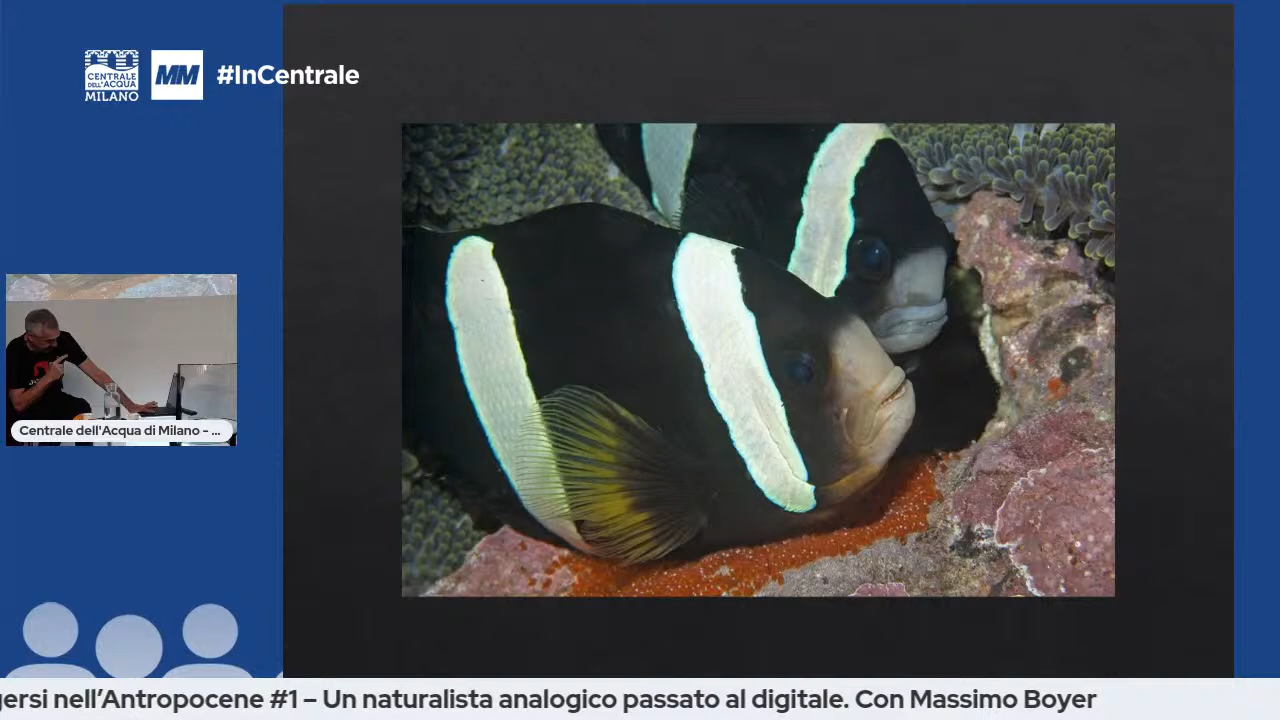 CENTRALE
DELL'ACQUA
MILANO
MM
#InCentrale
Centrale dell'Acqua di Milano - ...
gersi nell'Antropocene #1 – Un naturalista analogico passato al digitale. Con Massimo Boyer